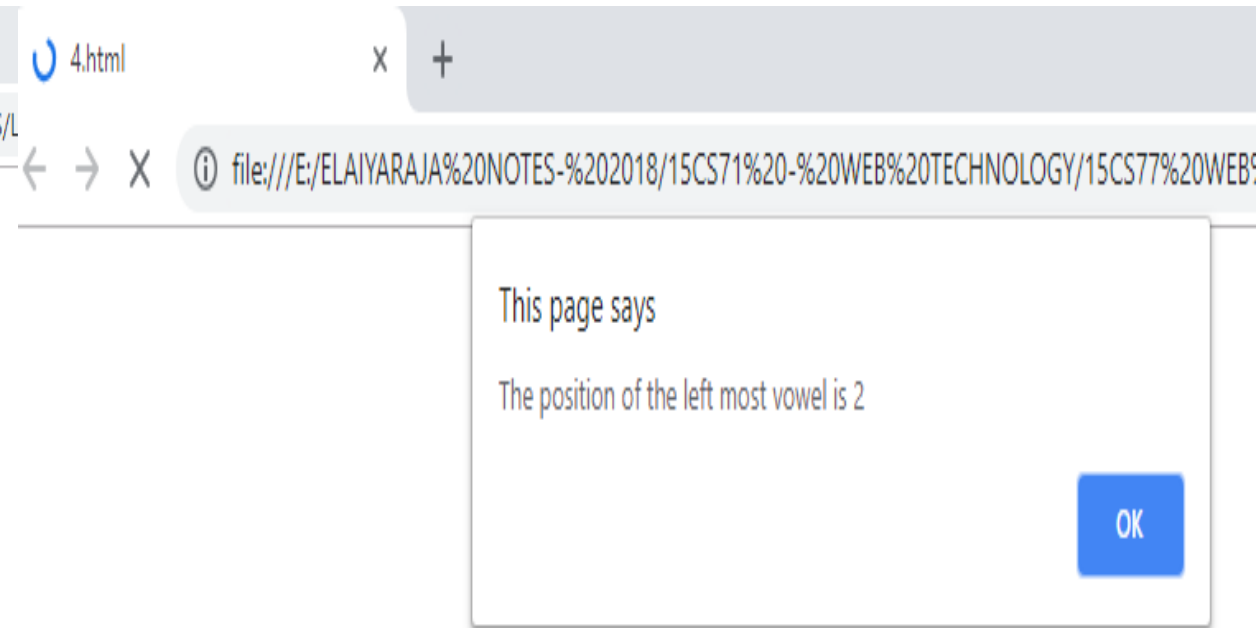 4.html
S/L
file:///E:/ELAIYARAJA%20NOTES-%202018/15CS71%20-%20WEB%20TECHNOLOGY/15CS77%20WEB%
This page says
The position of the left most vowel is 2
OK